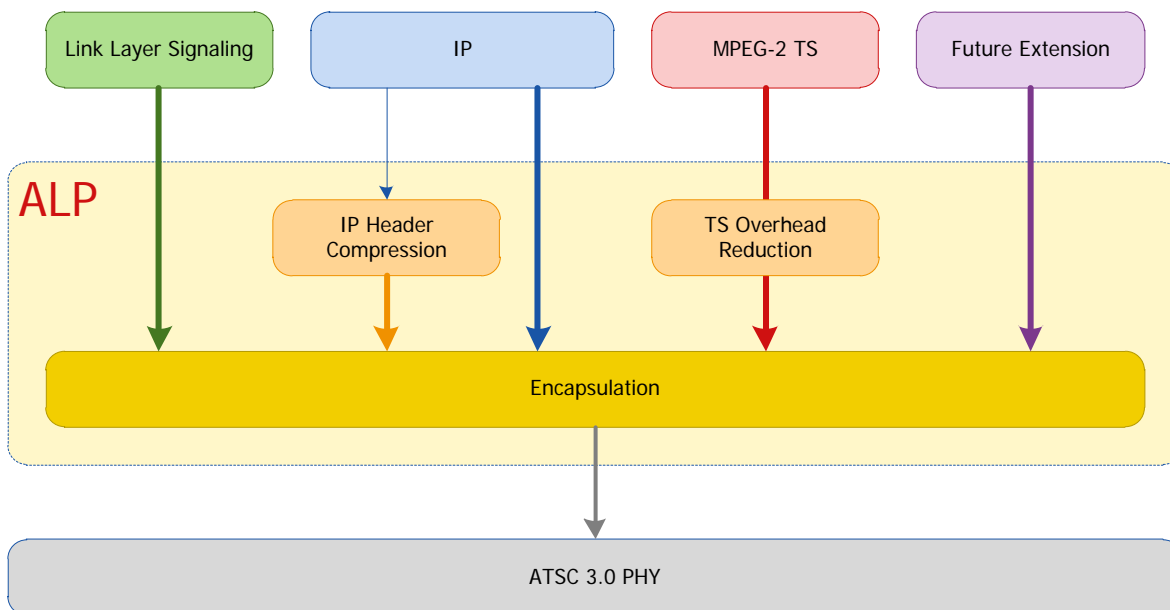 Link Layer Signaling
IP
MPEG-2 TS
Future Extension
ALP
IP Header
Compression
TS Overhead
Reduction
Encapsulation
ATSC 3.0 PHY